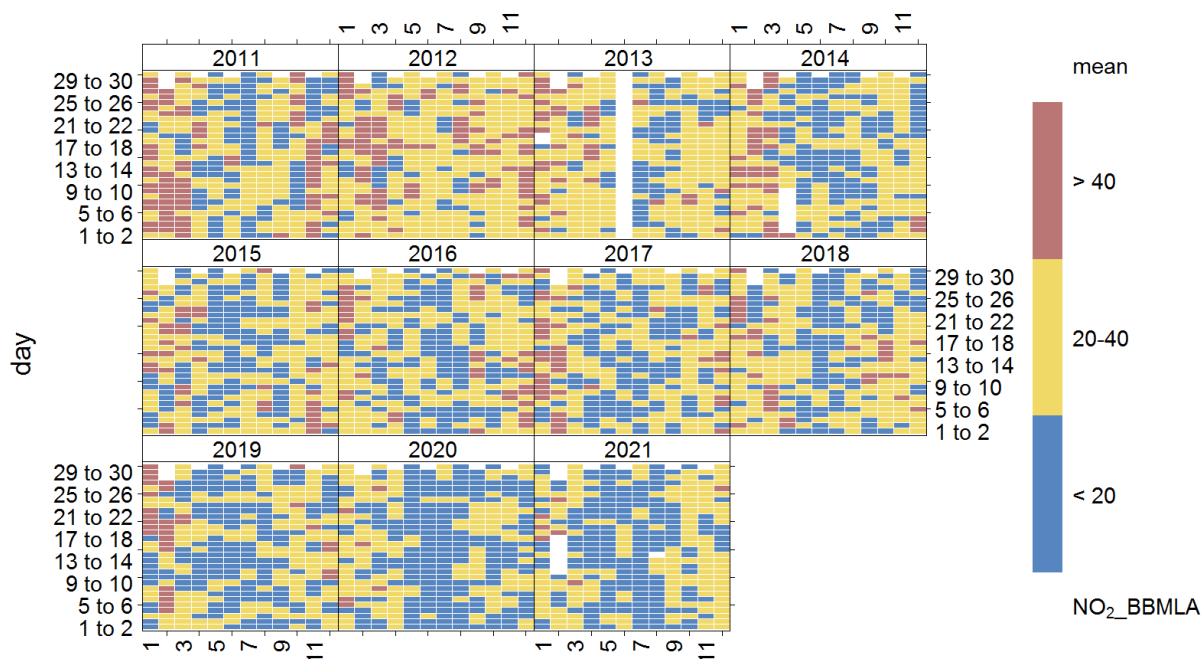 1 3 5 7 9 11 1 3 5 7 9 11
2011 2012 2013 2014
29 to 30
25 to 26
21 to 22
17 to 18
13 to 14
9 to 10
5 to 6
1 to 2
2015 2016 2017 2018
29 to 30
25 to 26
21 to 22
17 to 18
13 to 14
9 to 10
5 to 6
1 to 2
2019 2020 2021
29 to 30
25 to 26
21 to 22
17 to 18
13 to 14
9 to 10
5 to 6
1 to 2
1 3 5 7 9 11 1 3 5 7 9 11
day
mean
> 40
20-40
< 20
NO₂_BBMLA